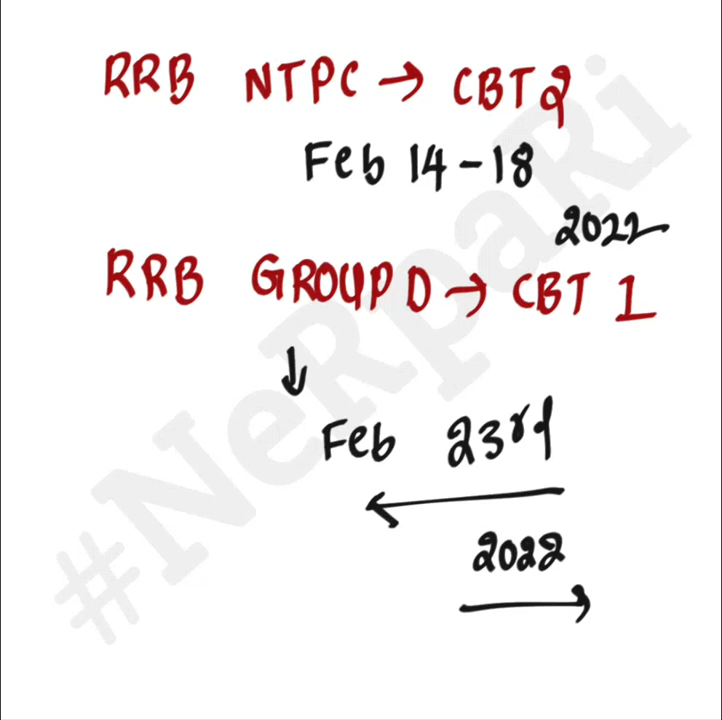 RRB NTPC → CBT 2
Feb 14-18
2022
RRB GROUP D → CBT 1
↓
Feb 23rd
←
2022
→
#NeRpaRi